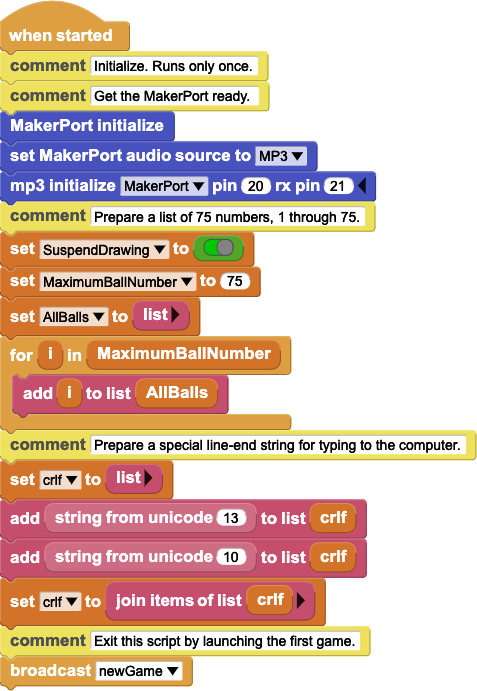 when started
comment Initialize. Runs only once.
comment Get the MakerPort ready.
MakerPort initialize
set MakerPort audio source to MP3
mp3 initialize MakerPort pin 20 rx pin 21
comment Prepare a list of 75 numbers, 1 through 75.
set SuspendDrawing to
set MaximumBallNumber to 75
set AllBalls to list
for i in MaximumBallNumber
add i to list AllBalls
comment Prepare a special line-end string for typing to the computer.
set crlf to list
add string from unicode 13 to list crlf
add string from unicode 10 to list crlf
set crlf to join items of list crlf
comment Exit this script by launching the first game.
broadcast newGame